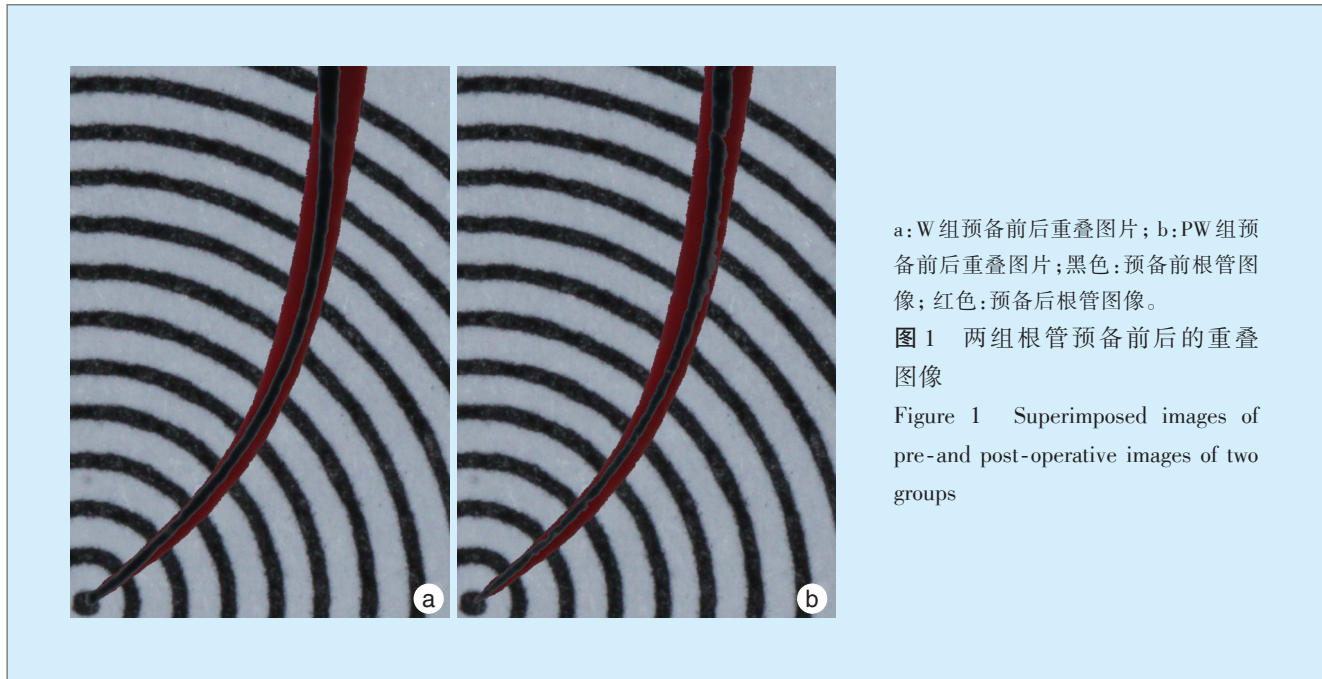 a
b
a:W组预备前后重叠图片；b:PW组预
备前后重叠图片；黑色：预备前根管图
像；红色：预备后根管图像。
图1 两组根管预备前后的重叠
图像
Figure 1 Superimposed images of
pre-and post-operative images of two
groups